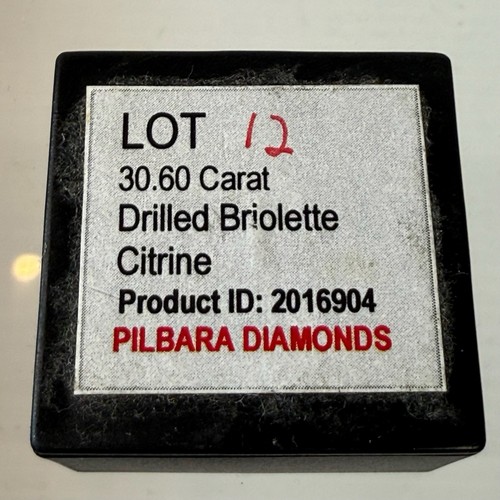 LOT 12
30.60 Carat
Drilled Briolette
Citrine
Product ID: 2016904
PILBARA DIAMONDS